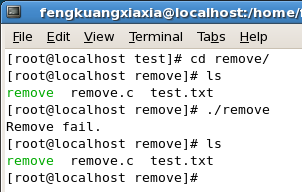 fengkuangxiaxia@localhost:/home/
File Edit View Terminal Tabs Help
[root@localhost test]# cd remove/
[root@localhost remove]# ls
remove remove.c test.txt
[root@localhost remove]# ./remove
Remove fail.
[root@localhost remove]# ls
remove remove.c test.txt
[root@localhost remove]#